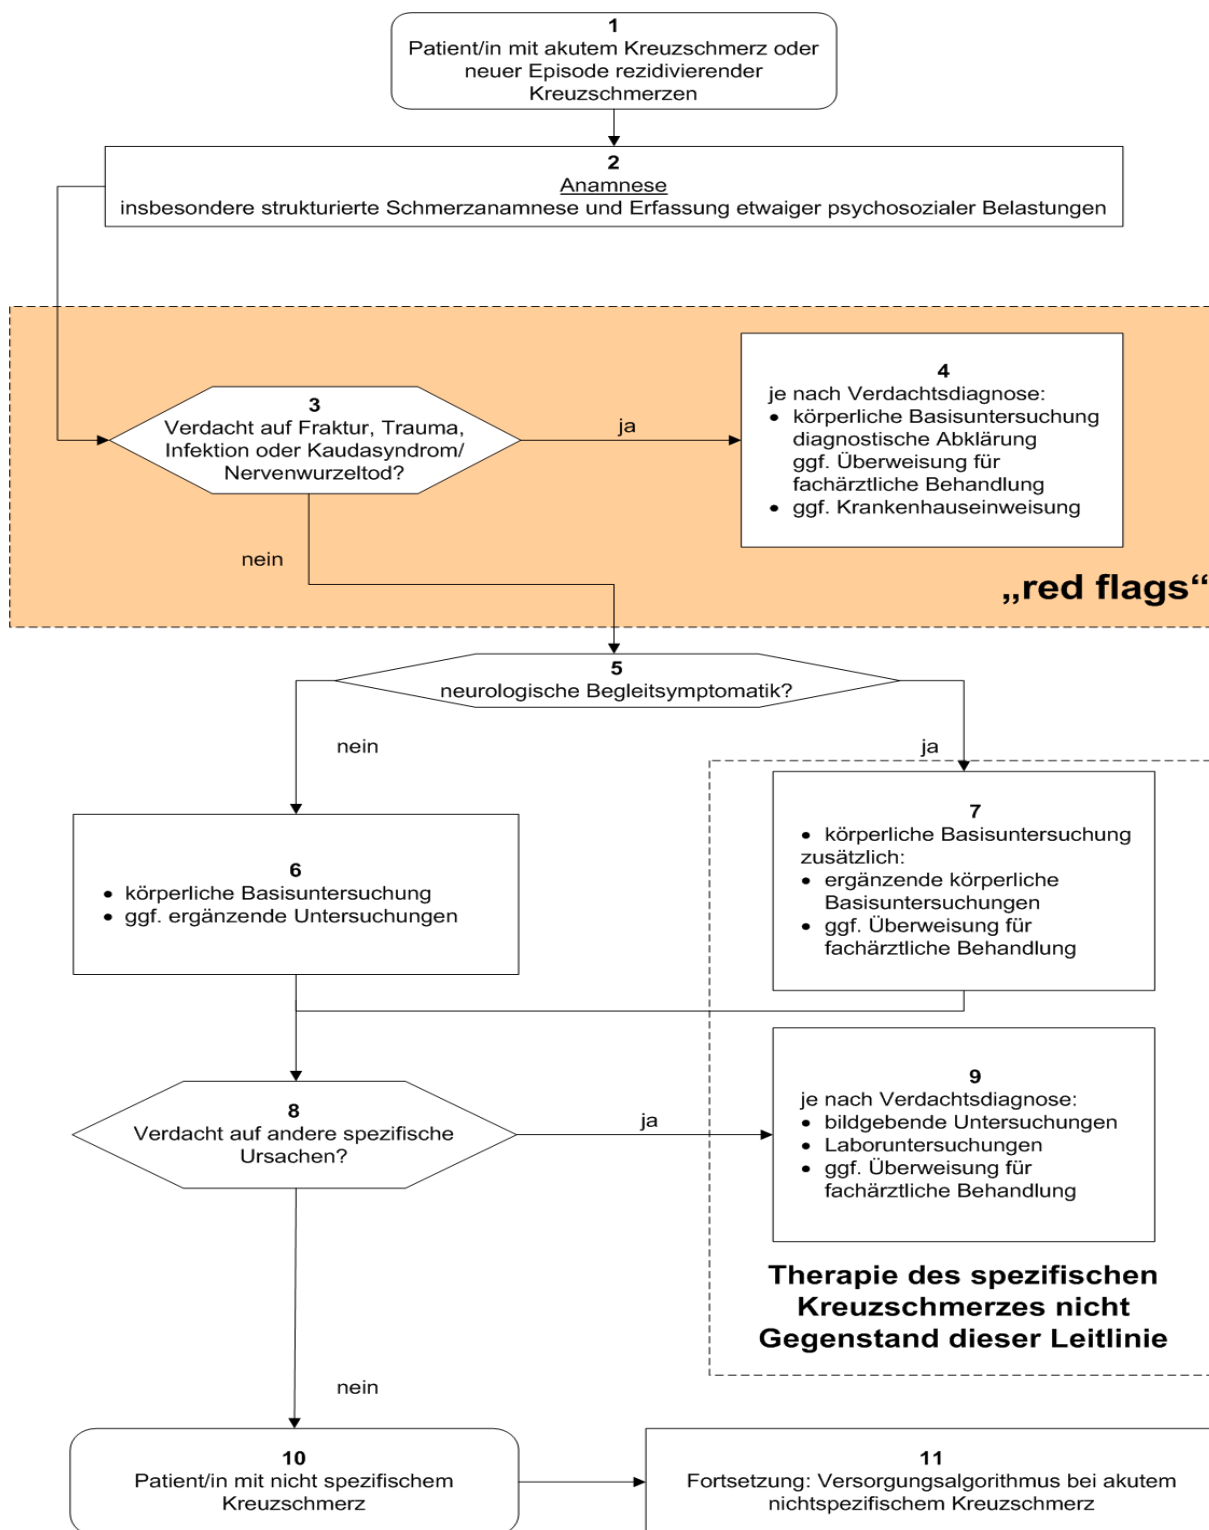 1
Patient/in mit akutem Kreuzschmerz oder
neuer Episode rezidivierender
Kreuzschmerzen
2
Anamnese
insbesondere strukturierte Schmerzanamnese und Erfassung etwaiger psychosozialer Belastungen
3
Verdacht auf Fraktur, Trauma,
Infektion oder Kaudasyndrom/
Nervenwurzeltod?
ja
4
je nach Verdachtsdiagnose:
• körperliche Basisuntersuchung
diagnostische Abklärung
ggf. Überweisung für
fachärztliche Behandlung
• ggf. Krankenhauseinweisung
nein
„red flags“
5
neurologische Begleitsymptomatik?
nein
ja
6
• körperliche Basisuntersuchung
• ggf. ergänzende Untersuchungen
7
• körperliche Basisuntersuchung
zusätzlich:
• ergänzende körperliche
Basisuntersuchungen
• ggf. Überweisung für
fachärztliche Behandlung
8
Verdacht auf andere spezifische
Ursachen?
ja
9
je nach Verdachtsdiagnose:
• bildgebende Untersuchungen
• Laboruntersuchungen
• ggf. Überweisung für
fachärztliche Behandlung
Therapie des spezifischen
Kreuzschmerzes nicht
Gegenstand dieser Leitlinie
nein
10
Patient/in mit nicht spezifischem
Kreuzschmerz
11
Fortsetzung: Versorgungsalgorithmus bei akutem
nichtspezifischem Kreuzschmerz